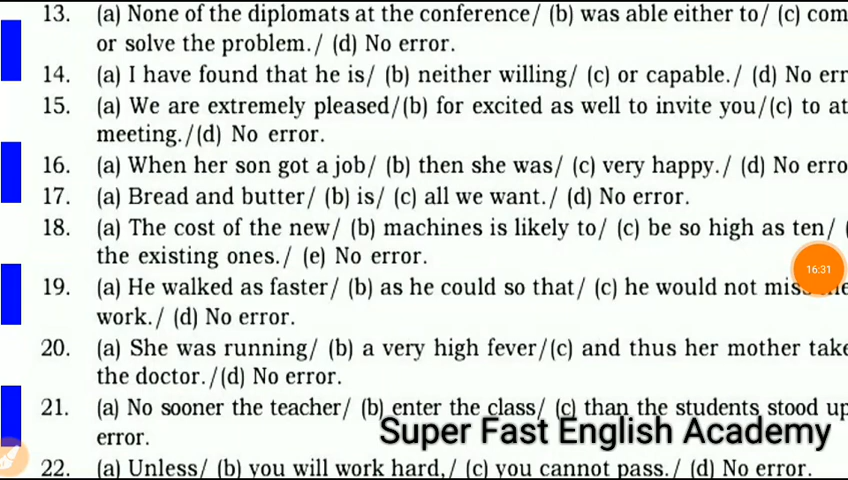 13. (a) None of the diplomats at the conference/ (b) was able either to/ (c) com
or solve the problem./ (d) No error.
14. (a) I have found that he is/ (b) neither willing/ (c) or capable./ (d) No err
15. (a) We are extremely pleased/(b) for excited as well to invite you/(c) to at
meeting./(d) No error.
16. (a) When her son got a job/ (b) then she was/ (c) very happy./ (d) No erro
17. (a) Bread and butter/ (b) is/ (c) all we want./ (d) No error.
18. (a) The cost of the new/ (b) machines is likely to/ (c) be so high as ten/ (
the existing ones./ (e) No error.
16:31
19. (a) He walked as faster/ (b) as he could so that/ (c) he would not miss
work./ (d) No error.
20. (a) She was running/ (b) a very high fever/(c) and thus her mother take
the doctor./(d) No error.
21. (a) No sooner the teacher/ (b) enter the class/ (c) than the students stood up
error.
Super Fast English Academy
22. (a) Unless/ (b) you will work hard,/ (c) you cannot pass./ (d) No error.